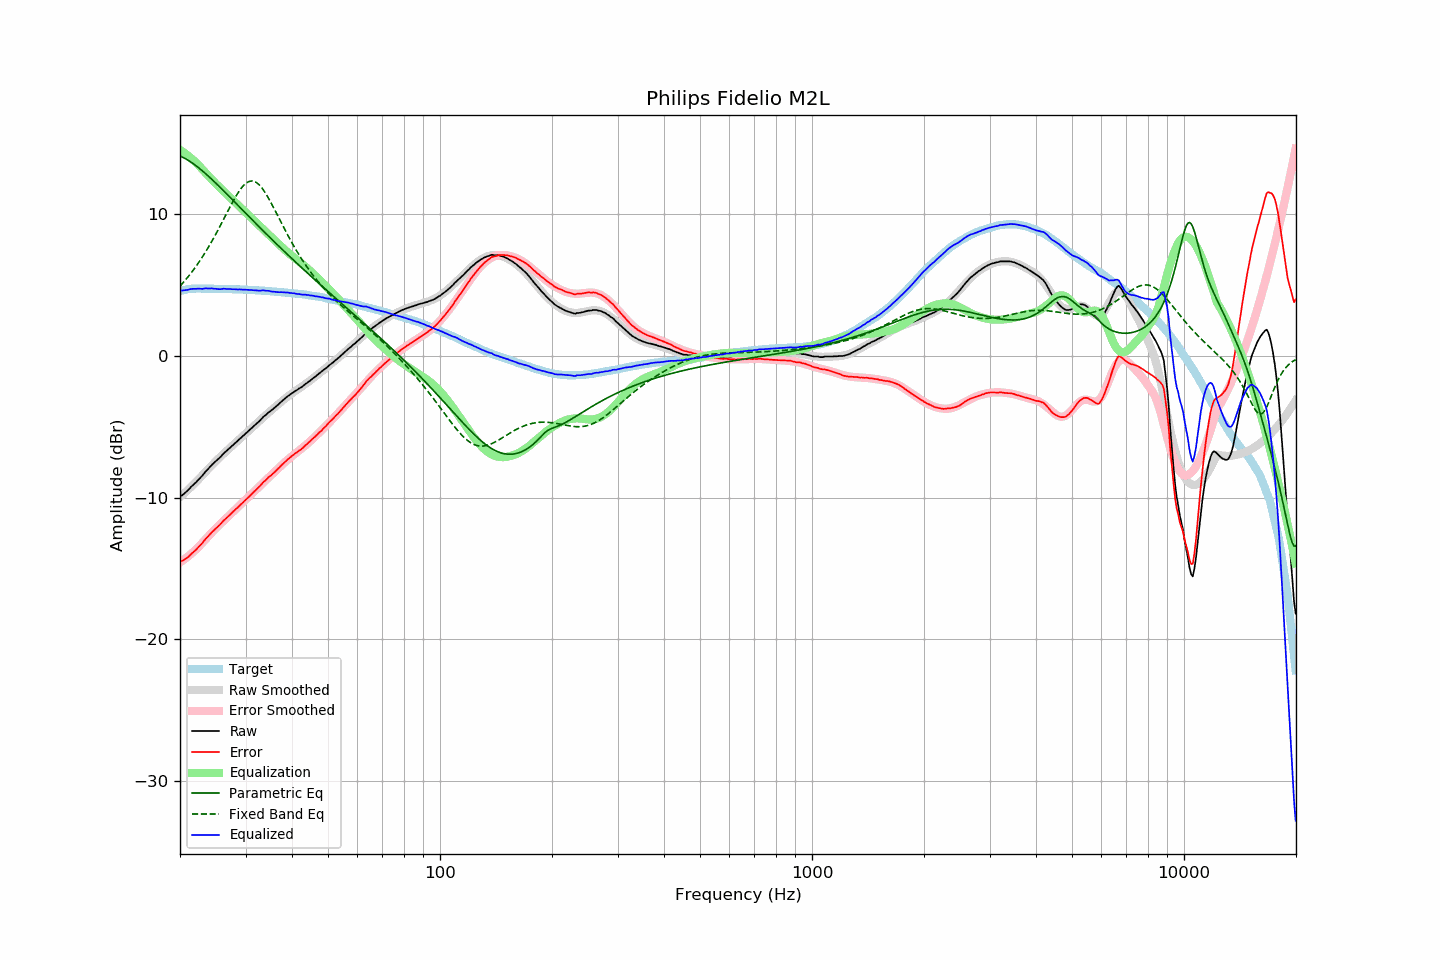 Philips Fidelio M2L
Amplitude (dBr)
10
0
−10
−20
−30
Target
Raw Smoothed
Error Smoothed
Raw
Error
Equalization
Parametric Eq
Fixed Band Eq
Equalized
100
1000
10000
Frequency (Hz)